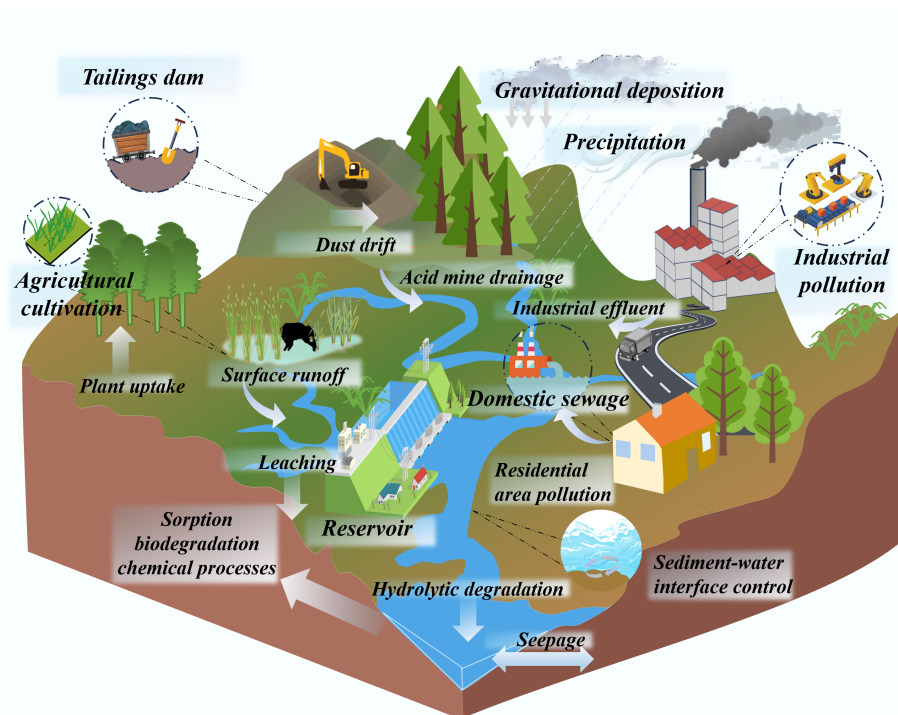 Tailings dam
Gravitational deposition
Precipitation
Industrial
pollution
Dust drift
Acid mine drainage
Agricultural
cultivation
Industrial effluent
Plant uptake
Surface runoff
Domestic sewage
Leaching
Residential
area pollution
Reservoir
Sorption
biodegradation
chemical processes
Sediment-water
interface control
Hydrolytic degradation
Seepage